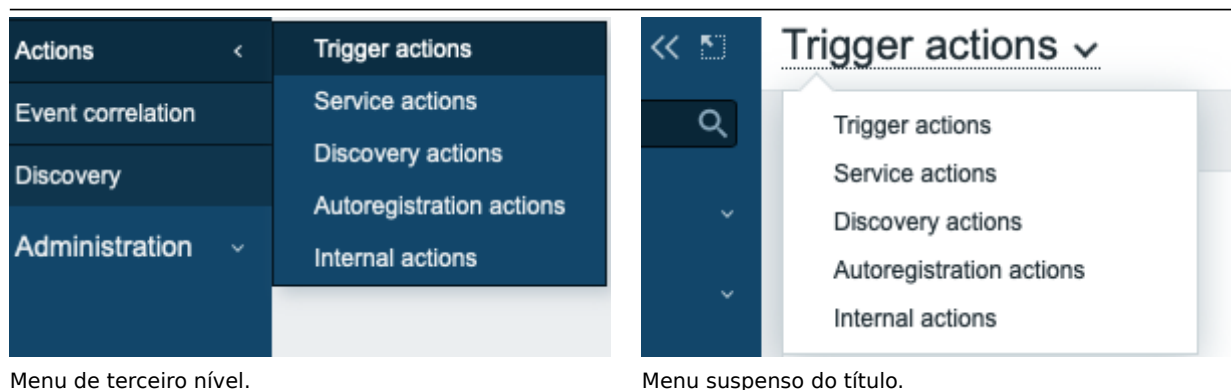 Actions
Event correlation
Discovery
Administration
Trigger actions
Service actions
Discovery actions
Autoregistration actions
Internal actions
Menu de terceiro nível.
Trigger actions
Trigger actions
Service actions
Discovery actions
Autoregistration actions
Internal actions
Menu suspenso do título.